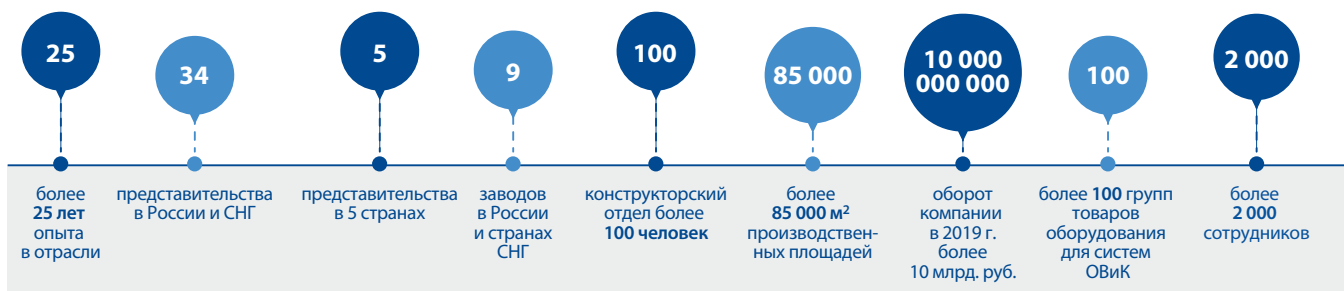 25
34
5
9
100
85 000
10 000
000 000
100
2 000
более
25 лет
опыта
в отрасли
представительства
в России и СНГ
представительства
в 5 странах
заводов
в России
и странах
СНГ
конструкторский
отдел более
100 человек
более
85 000 м²
производствен-
ных площадей
оборот
компании
в 2019 г.
более
10 млрд. руб.
более 100 групп
товаров
оборудования
для систем
ОВиК
более
2 000
сотрудников